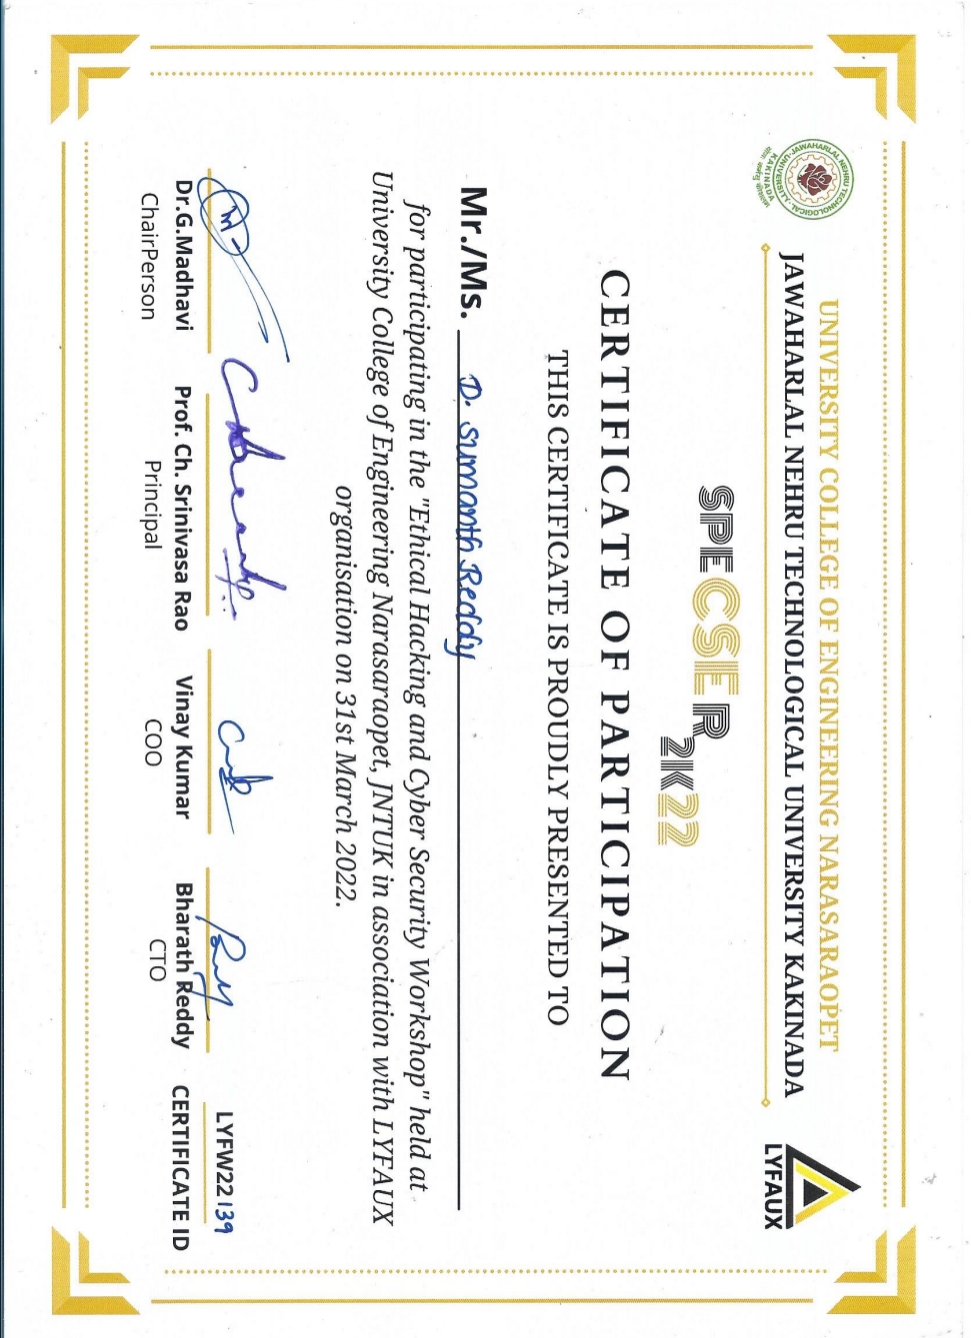 JAWAHARLAL NEHRU TECHNOLOGICAL
UNIVERSITY
KAKINADA
UNIVERSITY COLLEGE OF ENGINEERING NARASARAOPET
JAWAHARLAL NEHRU TECHNOLOGICAL UNIVERSITY KAKINADA
LYFAUX
SPECSER
2K22
CERTIFICATE OF PARTICIPATION
THIS CERTIFICATE IS PROUDLY PRESENTED TO
Mr./Ms. D. Sumanth Reddy
for participating in the "Ethical Hacking and Cyber Security Workshop" held at
University College of Engineering Narasaraopet, JNTUK in association with LYFAUX
organisation on 31st March 2022.
Dr.G.Madhavi
ChairPerson
Prof. Ch. Srinivasa Rao
Principal
Vinay Kumar
COO
Bharath Reddy
CTO
LYFW22139
CERTIFICATE ID